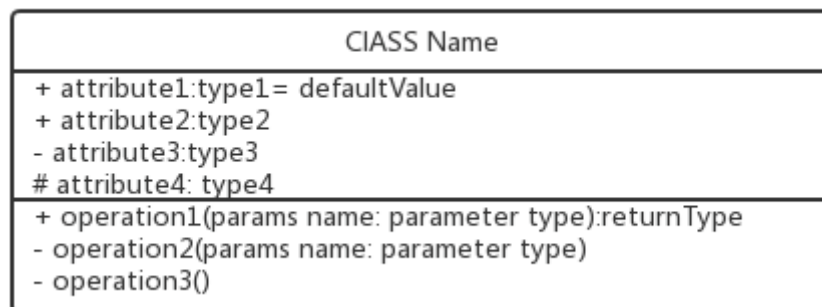 ClASS Name
+ attribute1:type1= defaultValue
+ attribute2:type2
- attribute3:type3
# attribute4: type4
+ operation1(params name: parameter type):returnType
- operation2(params name: parameter type)
- operation3()